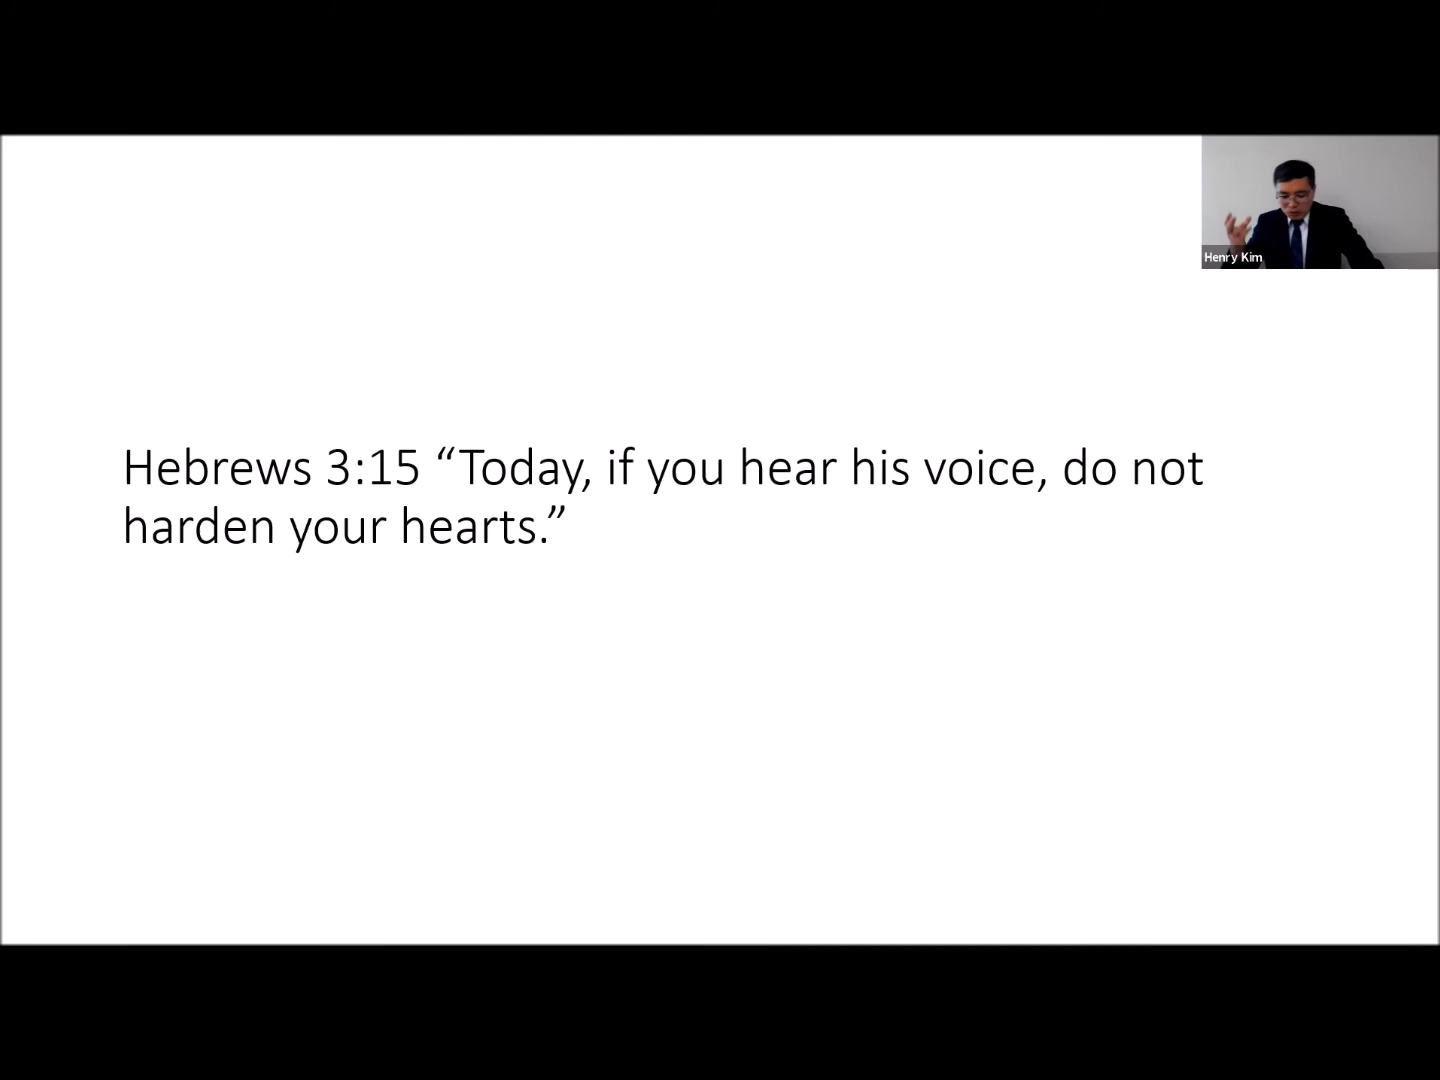 Henry Kim
Hebrews 3:15 “Today, if you hear his voice, do not
harden your hearts.”